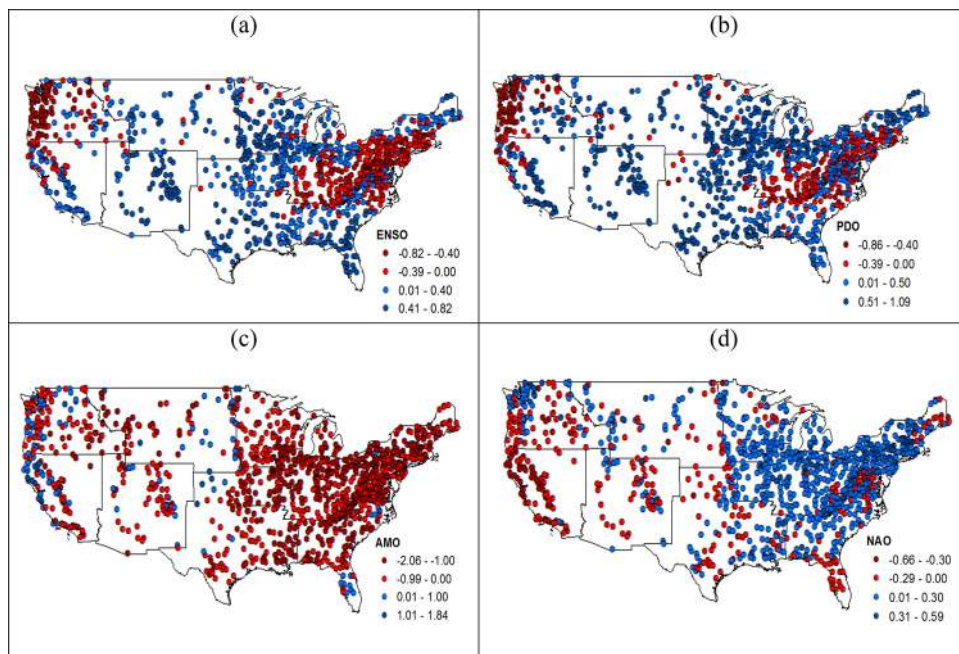 (a)
ENSO
-0.82 - -0.40
-0.39 - 0.00
0.01 - 0.40
0.41 - 0.82
(b)
PDO
-0.86 - -0.40
-0.39 - 0.00
0.01 - 0.50
0.51 - 1.09
(c)
AMO
-2.06 - -1.00
-0.99 - 0.00
0.01 - 1.00
1.01 - 1.84
(d)
NAO
-0.66 - -0.30
-0.29 - 0.00
0.01 - 0.30
0.31 - 0.59